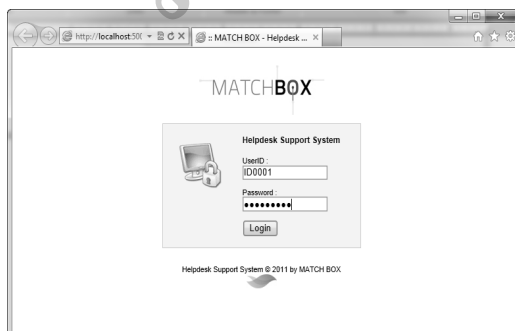 http://localhost:50(
:: MATCH BOX - Helpdesk ...
MATCHBOX
Helpdesk Support System
UserID :
ID0001
Password :
•••••••••
Login
Helpdesk Support System © 2011 by MATCH BOX